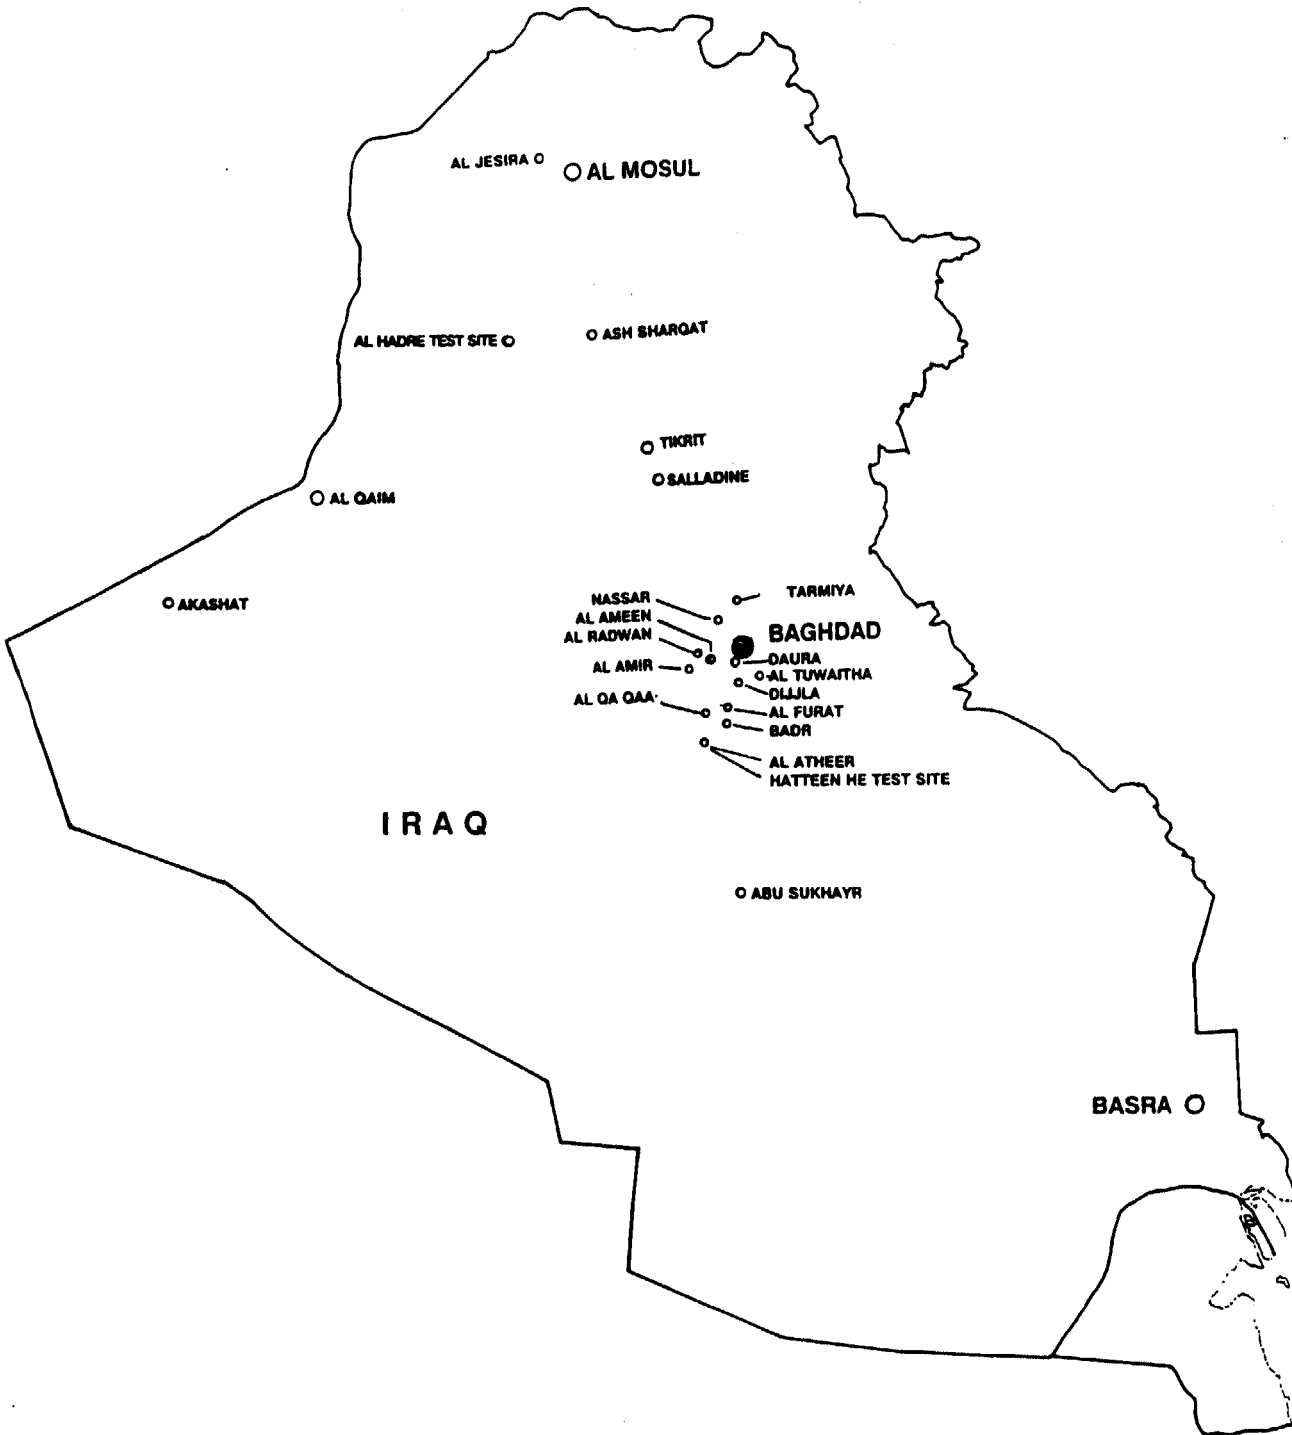 AL JESIRA
AL MOSUL
AL HADRE TEST SITE
ASH SHARQAT
TIKRIT
SALLADINE
AL QAIM
AKASHAT
NASSAR
TARMIYA
AL AMEEN
BAGHDAD
AL RADWAN
DAURA
AL AMIR
AL TUWAITHA
DIJJLA
AL QA QAA
AL FURAT
BADR
AL ATHEER
HATTEEN HE TEST SITE
IRAQ
ABU SUKHAYR
BASRA